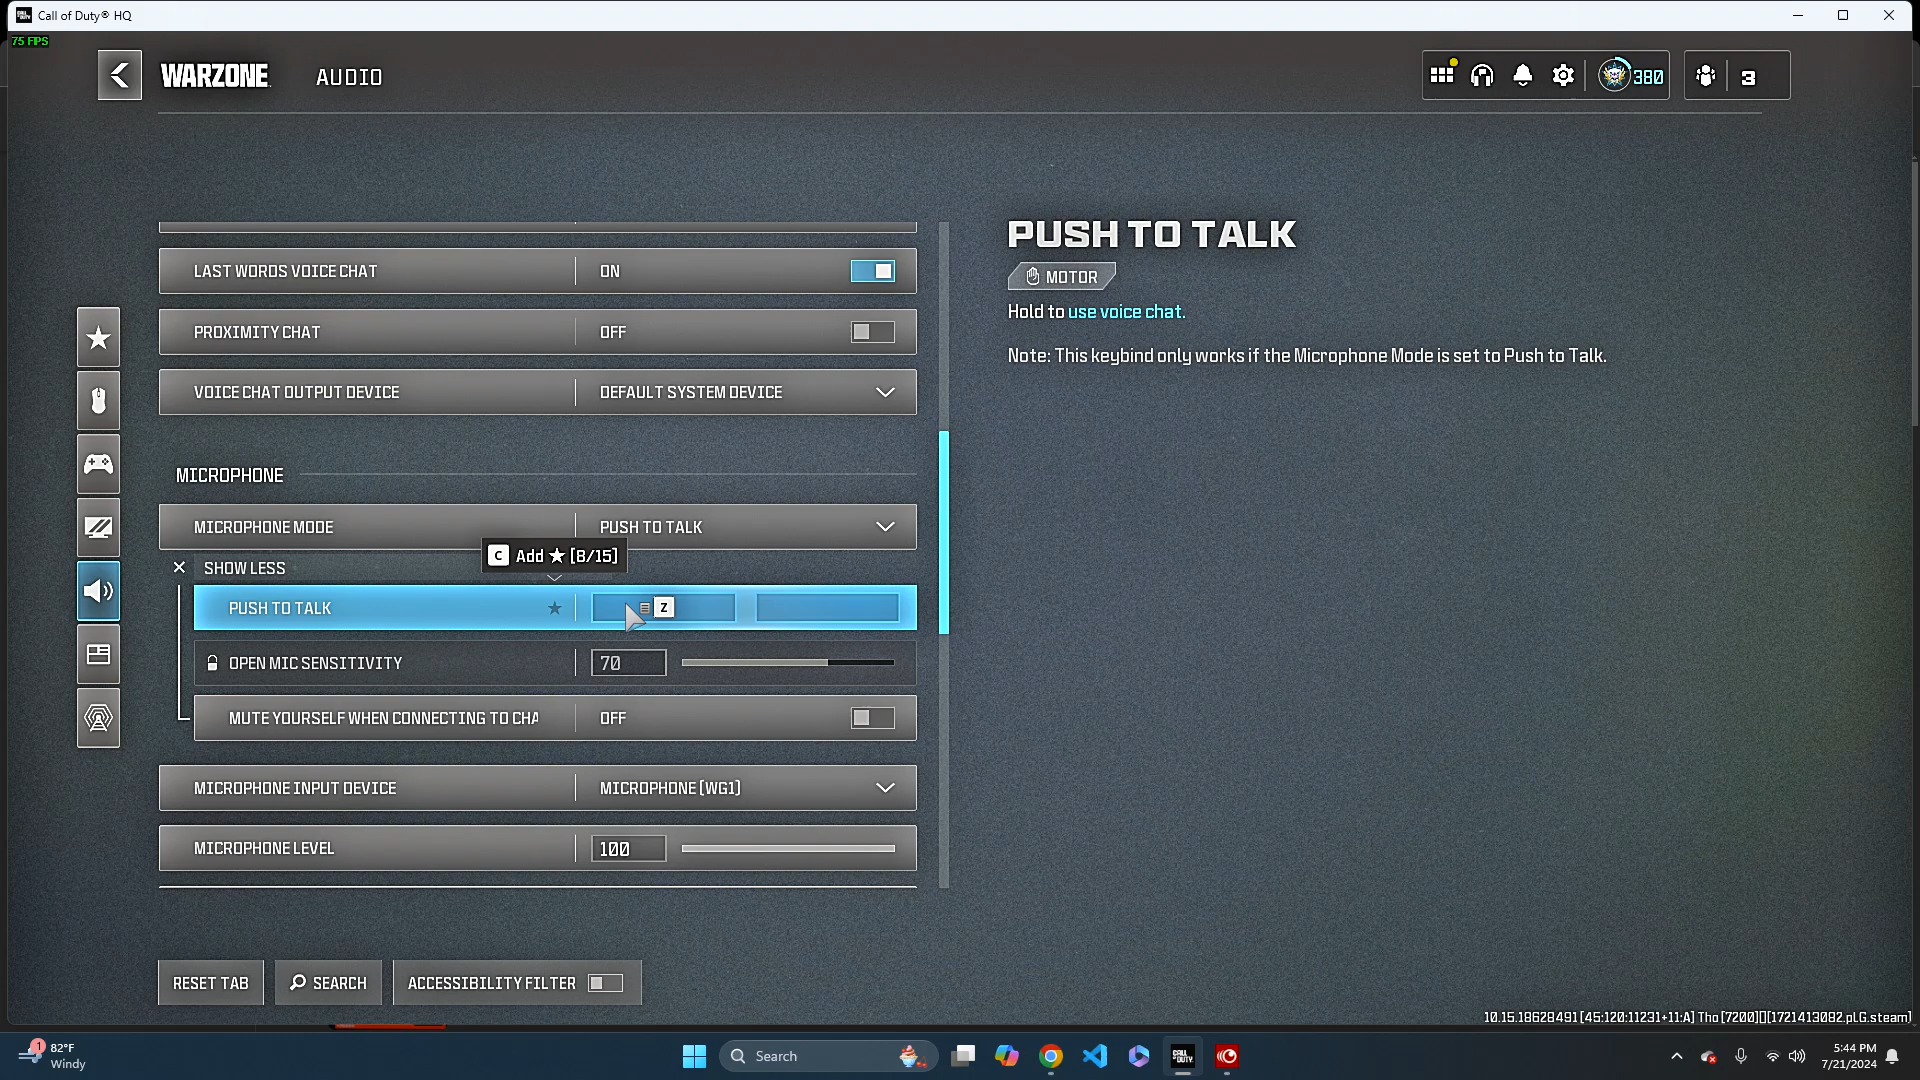 Call of Duty® HQ
75 FPS
WARZONE
AUDIO
380
3
LAST WORDS VOICE CHAT
ON
PROXIMITY CHAT
OFF
VOICE CHAT OUTPUT DEVICE
DEFAULT SYSTEM DEVICE
MICROPHONE
MICROPHONE MODE
PUSH TO TALK
C Add ★ [8/15]
SHOW LESS
PUSH TO TALK
Z
OPEN MIC SENSITIVITY
70
MUTE YOURSELF WHEN CONNECTING TO CHA
OFF
MICROPHONE INPUT DEVICE
MICROPHONE [WG1]
MICROPHONE LEVEL
100
PUSH TO TALK
MOTOR
Hold to use voice chat.
Note: This keybind only works if the Microphone Mode is set to Push to Talk.
RESET TAB
SEARCH
ACCESSIBILITY FILTER
10.15.18628491 [45:120:11231+11:A] Tho [7200][][1721413082.pLG.steam]
1
82°F
Windy
Search
CALL OF DUTY
5:44 PM
7/21/2024